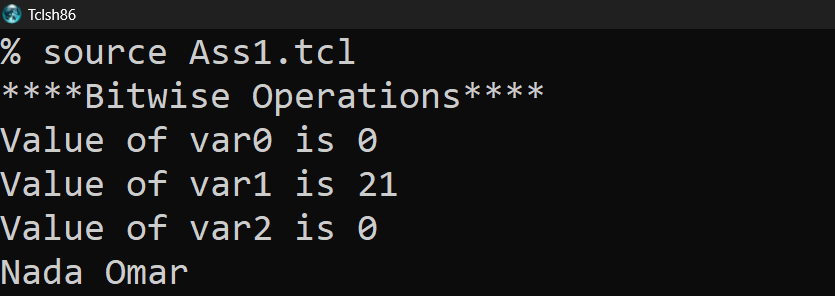 Tclsh86
% source Ass1.tcl
****Bitwise Operations****
Value of var0 is 0
Value of var1 is 21
Value of var2 is 0
Nada Omar